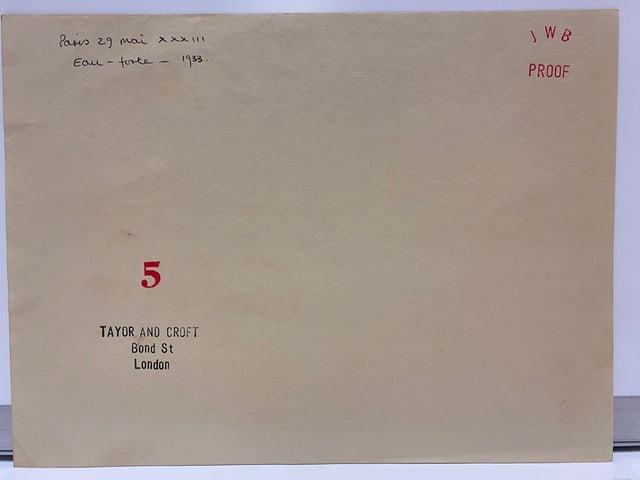 Paris 29 mai xxxiii
Eau-forte – 1933.
J W B
PROOF
5
TAYOR AND CROFT
Bond St
London